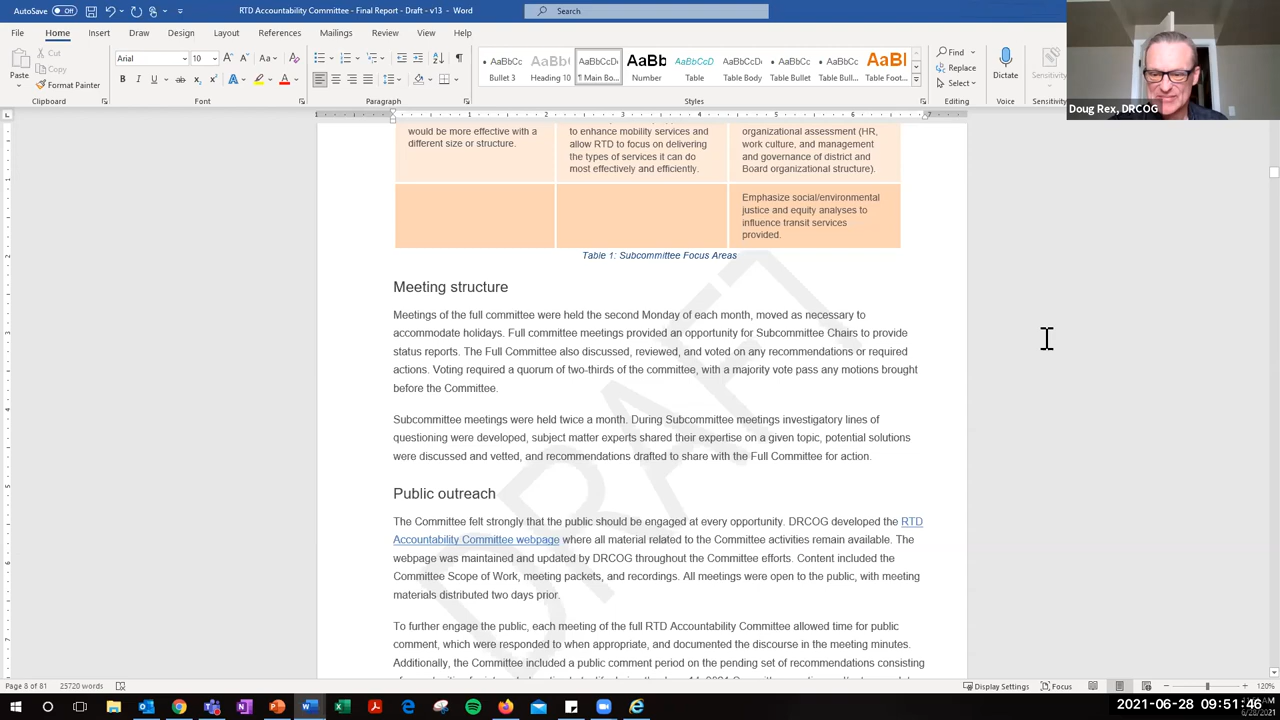 AutoSave On
RTD Accountability Committee - Final Report - Draft - v13 - Word
Search
File Home Insert Draw Design Layout References Mailings Review View Help
Paste
Cut
Copy
Format Painter
Clipboard
Arial 10
Font
Paragraph
AaBbCc AaBb( AaBbCc AaBb AaBbCcD AaBbCcD AaBbCc AaBbCc AaBI
Bullet 3 Heading 10 ¶ Main Bo... Number Table Table Body Table Bullet Table Bull... Table Foot...
Styles
Find
Replace
Select
Editing
Dictate
Voice
Sensitivity
Sensitivity
Doug Rex, DRCOG
would be more effective with a
different size or structure.
to enhance mobility services and
allow RTD to focus on delivering
the types of services it can do
most effectively and efficiently.
organizational assessment (HR,
work culture, and management
and governance of district and
Board organizational structure).
Emphasize social/environmental
justice and equity analyses to
influence transit services
provided.
Table 1: Subcommittee Focus Areas
DRAFT
Meeting structure
Meetings of the full committee were held the second Monday of each month, moved as necessary to
accommodate holidays. Full committee meetings provided an opportunity for Subcommittee Chairs to provide
status reports. The Full Committee also discussed, reviewed, and voted on any recommendations or required
actions. Voting required a quorum of two-thirds of the committee, with a majority vote pass any motions brought
before the Committee.
Subcommittee meetings were held twice a month. During Subcommittee meetings investigatory lines of
questioning were developed, subject matter experts shared their expertise on a given topic, potential solutions
were discussed and vetted, and recommendations drafted to share with the Full Committee for action.
Public outreach
The Committee felt strongly that the public should be engaged at every opportunity. DRCOG developed the RTD
Accountability Committee webpage where all material related to the Committee activities remain available. The
webpage was maintained and updated by DRCOG throughout the Committee efforts. Content included the
Committee Scope of Work, meeting packets, and recordings. All meetings were open to the public, with meeting
materials distributed two days prior.
To further engage the public, each meeting of the full RTD Accountability Committee allowed time for public
comment, which were responded to when appropriate, and documented the discourse in the meeting minutes.
Additionally, the Committee included a public comment period on the pending set of recommendations consisting
Page 8 of 81 25720 words
Display Settings Focus 120%
2021-06-28 09:51:46
6/28/2021